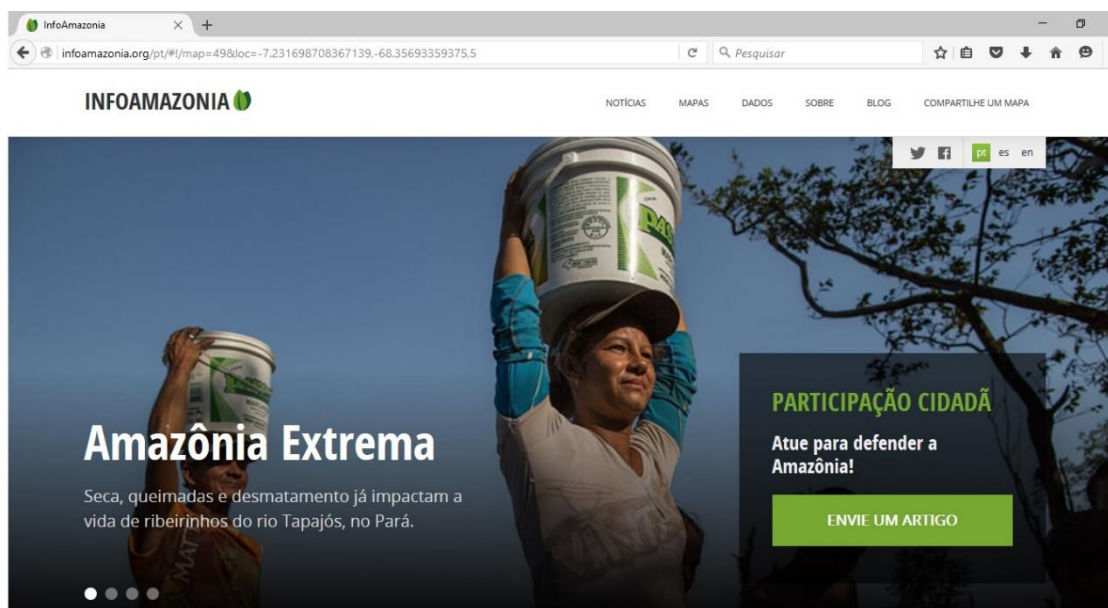 InfoAmazonia
infoamazonia.org/pt/#!/map=49&loc=-7.231698708367139,-68.35693359375,5
Pesquisar
INFOAMAZONIA
NOTÍCIAS MAPAS DADOS SOBRE BLOG COMPARTILHE UM MAPA
pt es en
PARTICIPAÇÃO CIDADÃ
Atue para defender a
Amazônia!
ENVIE UM ARTIGO
Amazônia Extrema
Seca, queimadas e desmatamento já impactam a
vida de ribeirinhos do rio Tapajós, no Pará.